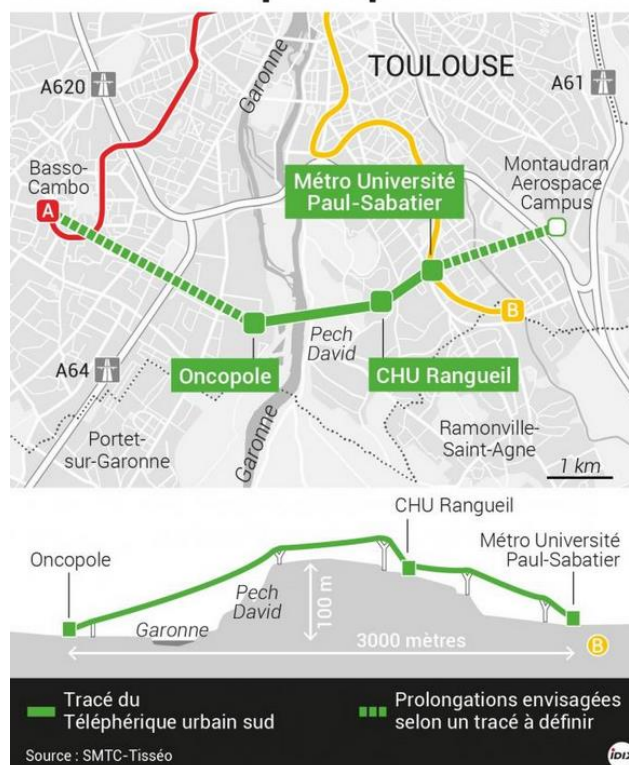 TOULOUSE
A620
Garonne
A61
Basso-
Cambo
A
Métro Université
Paul-Sabatier
Montaudran
Aerospace
Campus
B
Pech
David
Oncopole
CHU Rangueil
A64
Garonne
Portet-
sur-Garonne
Ramonville-
Saint-Agne
1 km
CHU Rangueil
Oncopole
Métro Université
Paul-Sabatier
Pech
David
100 m
Garonne
3000 mètres
B
Tracé du
Téléphérique urbain sud
Prolongations envisagées
selon un tracé à définir
Source : SMTC-Tisséo
iDIX